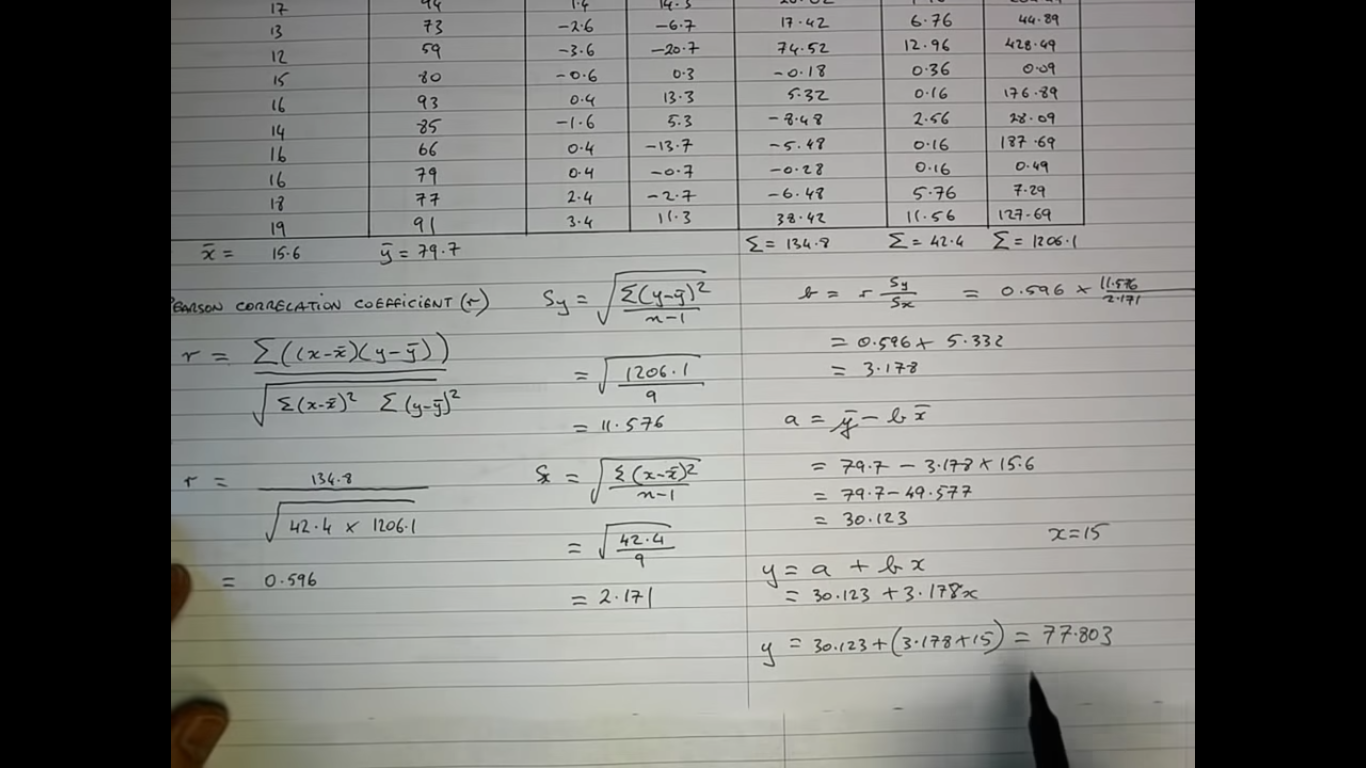 17 94 1.4 14.3
13 73 -2.6 -6.7 17.42 6.76 44.89
12 59 -3.6 -20.7 74.52 12.96 428.49
15 80 -0.6 0.3 -0.18 0.36 0.09
16 93 0.4 13.3 5.32 0.16 176.89
14 85 -1.6 5.3 -8.48 2.56 28.09
16 66 0.4 -13.7 -5.48 0.16 187.69
16 79 0.4 -0.7 -0.28 0.16 0.49
18 77 2.4 -2.7 -6.48 5.76 7.29
19 91 3.4 11.3 38.42 11.56 127.69
x̄ = 15.6 ȳ = 79.7 Σ = 134.8 Σ = 42.4 Σ = 1206.1
PEARSON CORRELATION COEFFICIENT (r)
r = Σ((x-x̄)(y-ȳ)) / √(Σ(x-x̄)² Σ(y-ȳ)²)
r = 134.8 / √(42.4 × 1206.1)
= 0.596
Sy = √(Σ(y-ȳ)² / n-1)
= √(1206.1 / 9)
= 11.576
Sx = √(Σ(x-x̄)² / n-1)
= √(42.4 / 9)
= 2.171
b = r Sy/Sx = 0.596 × 11.576/2.171
= 0.596 × 5.332
= 3.178
a = ȳ - b x̄
= 79.7 - 3.178 × 15.6
= 79.7 - 49.577
= 30.123
x = 15
y = a + bx
= 30.123 + 3.178x
y = 30.123 + (3.178 × 15) = 77.803